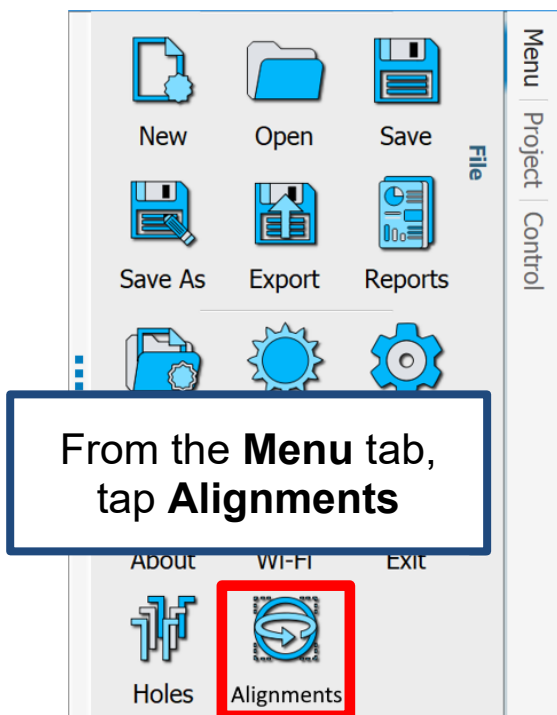 New Open Save
File
Save As Export Reports
From the Menu tab,
tap Alignments
About Wi-Fi Exit
Holes Alignments
Menu Project Control